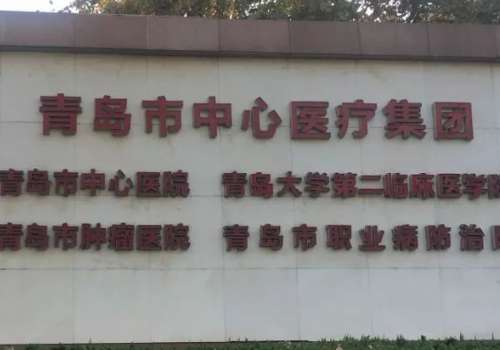 青岛市中心医疗集团
青岛市中心医院 青岛大学第二临床医学院
青岛市肿瘤医院 青岛市职业病防治院